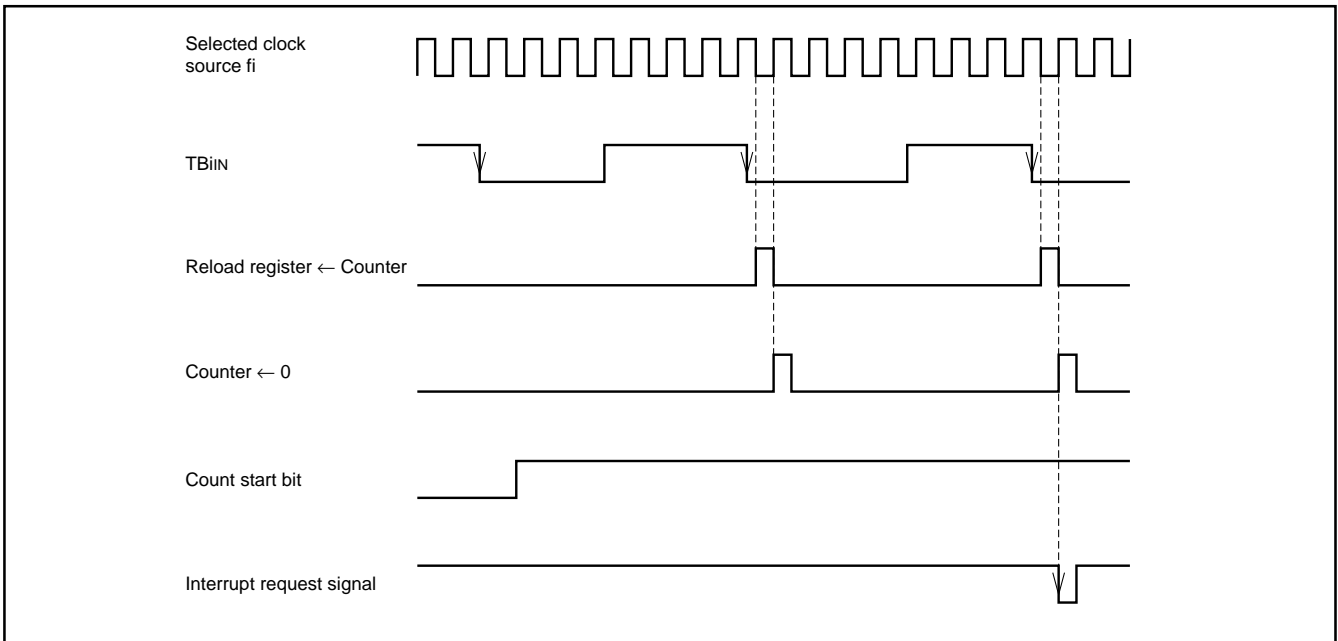 Selected clock
source fi
TBiIN
Reload register ← Counter
Counter ← 0
Count start bit
Interrupt request signal